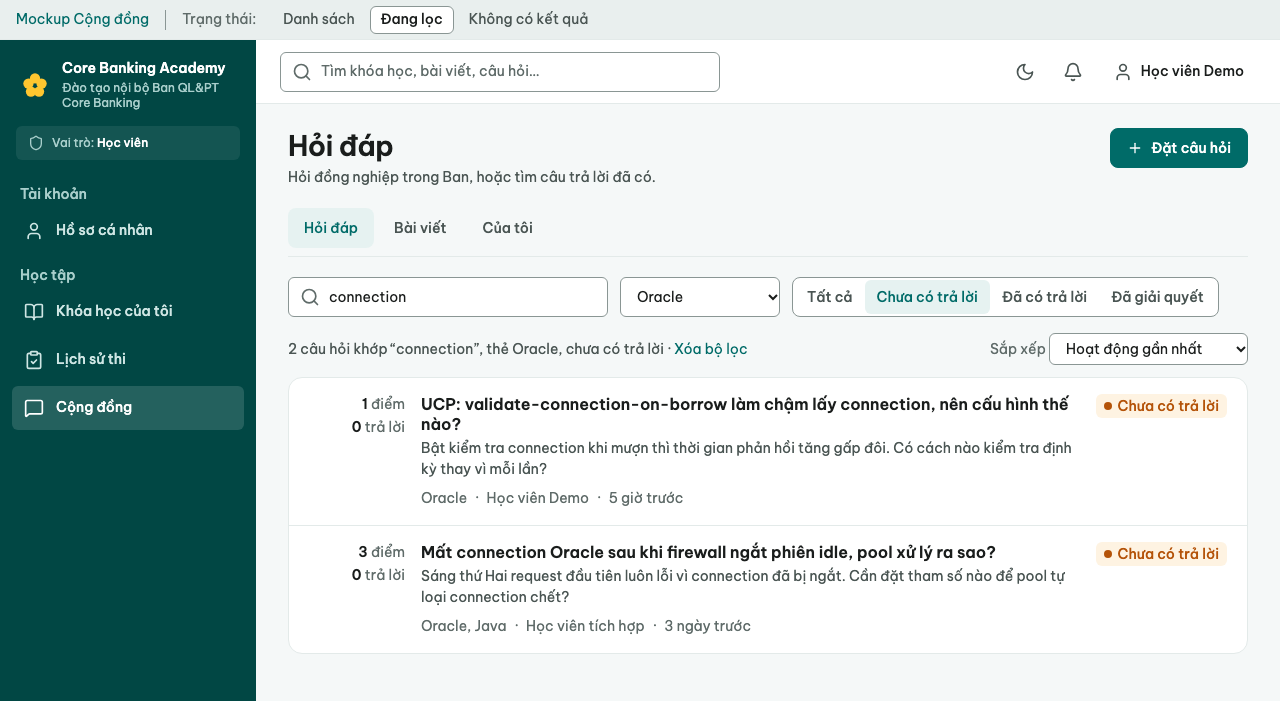 Mockup Cộng đồng
Trạng thái:
Danh sách
Đang lọc
Không có kết quả
Core Banking Academy
Đào tạo nội bộ Ban QL&PT
Core Banking
Vai trò: Học viên
Tài khoản
Hồ sơ cá nhân
Học tập
Khóa học của tôi
Lịch sử thi
Cộng đồng
Tìm khóa học, bài viết, câu hỏi...
Học viên Demo
Hỏi đáp
Hỏi đồng nghiệp trong Ban, hoặc tìm câu trả lời đã có.
Đặt câu hỏi
Hỏi đáp
Bài viết
Của tôi
connection
Oracle
Tất cả
Chưa có trả lời
Đã có trả lời
Đã giải quyết
2 câu hỏi khớp “connection”, thẻ Oracle, chưa có trả lời · Xóa bộ lọc
Sắp xếp
Hoạt động gần nhất
1 điểm
0 trả lời
UCP: validate-connection-on-borrow làm chậm lấy connection, nên cấu hình thế
nào?
Bật kiểm tra connection khi mượn thì thời gian phản hồi tăng gấp đôi. Có cách nào kiểm tra định
kỳ thay vì mỗi lần?
Oracle · Học viên Demo · 5 giờ trước
Chưa có trả lời
3 điểm
0 trả lời
Mất connection Oracle sau khi firewall ngắt phiên idle, pool xử lý ra sao?
Sáng thứ Hai request đầu tiên luôn lỗi vì connection đã bị ngắt. Cần đặt tham số nào để pool tự
loại connection chết?
Oracle, Java · Học viên tích hợp · 3 ngày trước
Chưa có trả lời